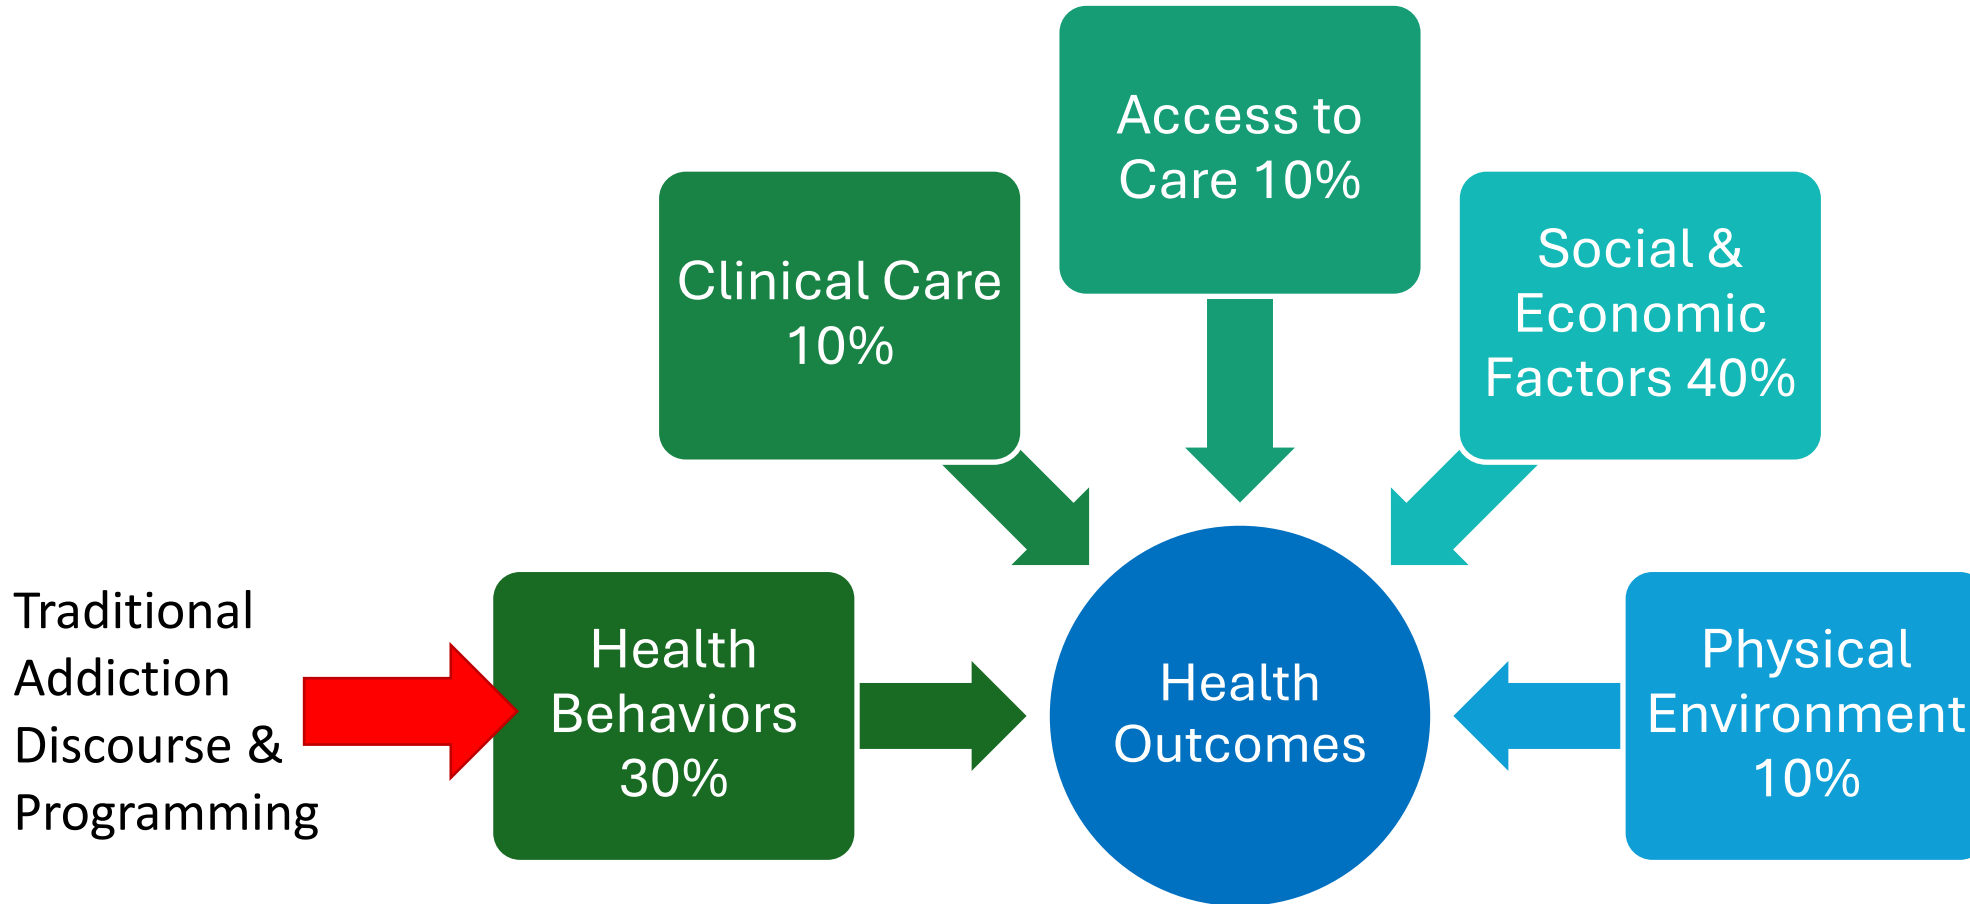 Access to
Care 10%
Clinical Care
10%
Social &
Economic
Factors 40%
Traditional
Addiction
Discourse &
Programming
Health
Behaviors
30%
Health
Outcomes
Physical
Environment
10%